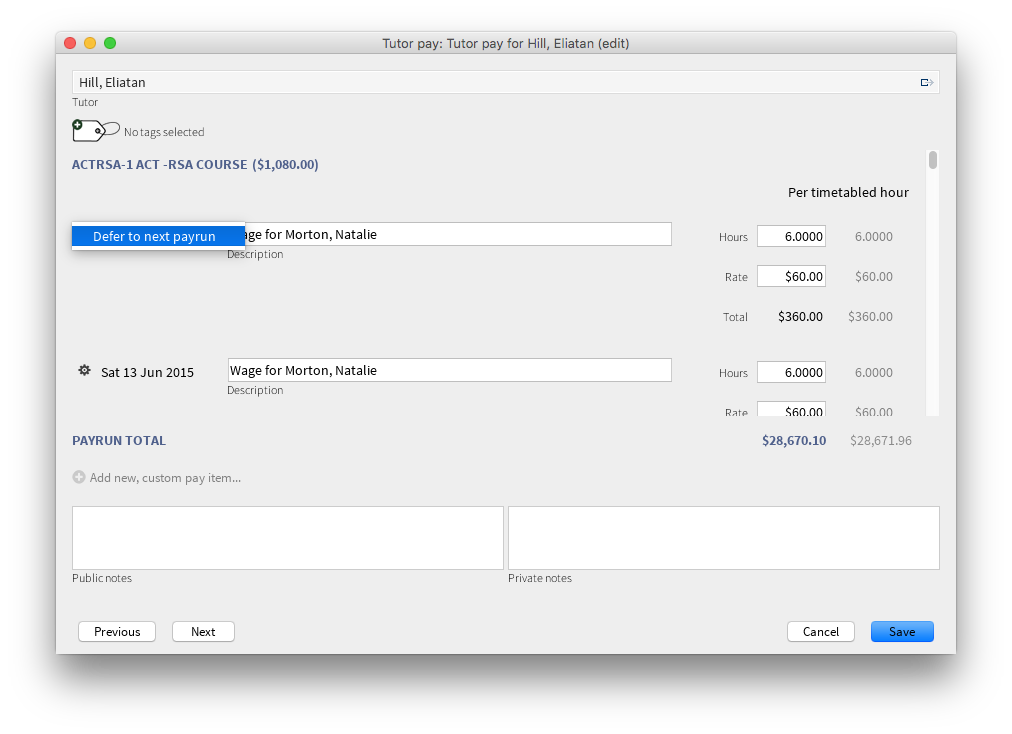 Tutor pay: Tutor pay for Hill, Eliatan (edit)
Hill, Eliatan
Tutor
No tags selected
ACTRSA-1 ACT -RSA COURSE ($1,080.00)
Per timetabled hour
Defer to next payrun age for Morton, Natalie Hours 6.0000 6.0000
Description
Rate $60.00 $60.00
Total $360.00 $360.00
Sat 13 Jun 2015 Wage for Morton, Natalie Hours 6.0000 6.0000
Description
Rate $60.00 $60.00
PAYRUN TOTAL $28,670.10 $28,671.96
Add new, custom pay item...
Public notes Private notes
Previous Next Cancel Save